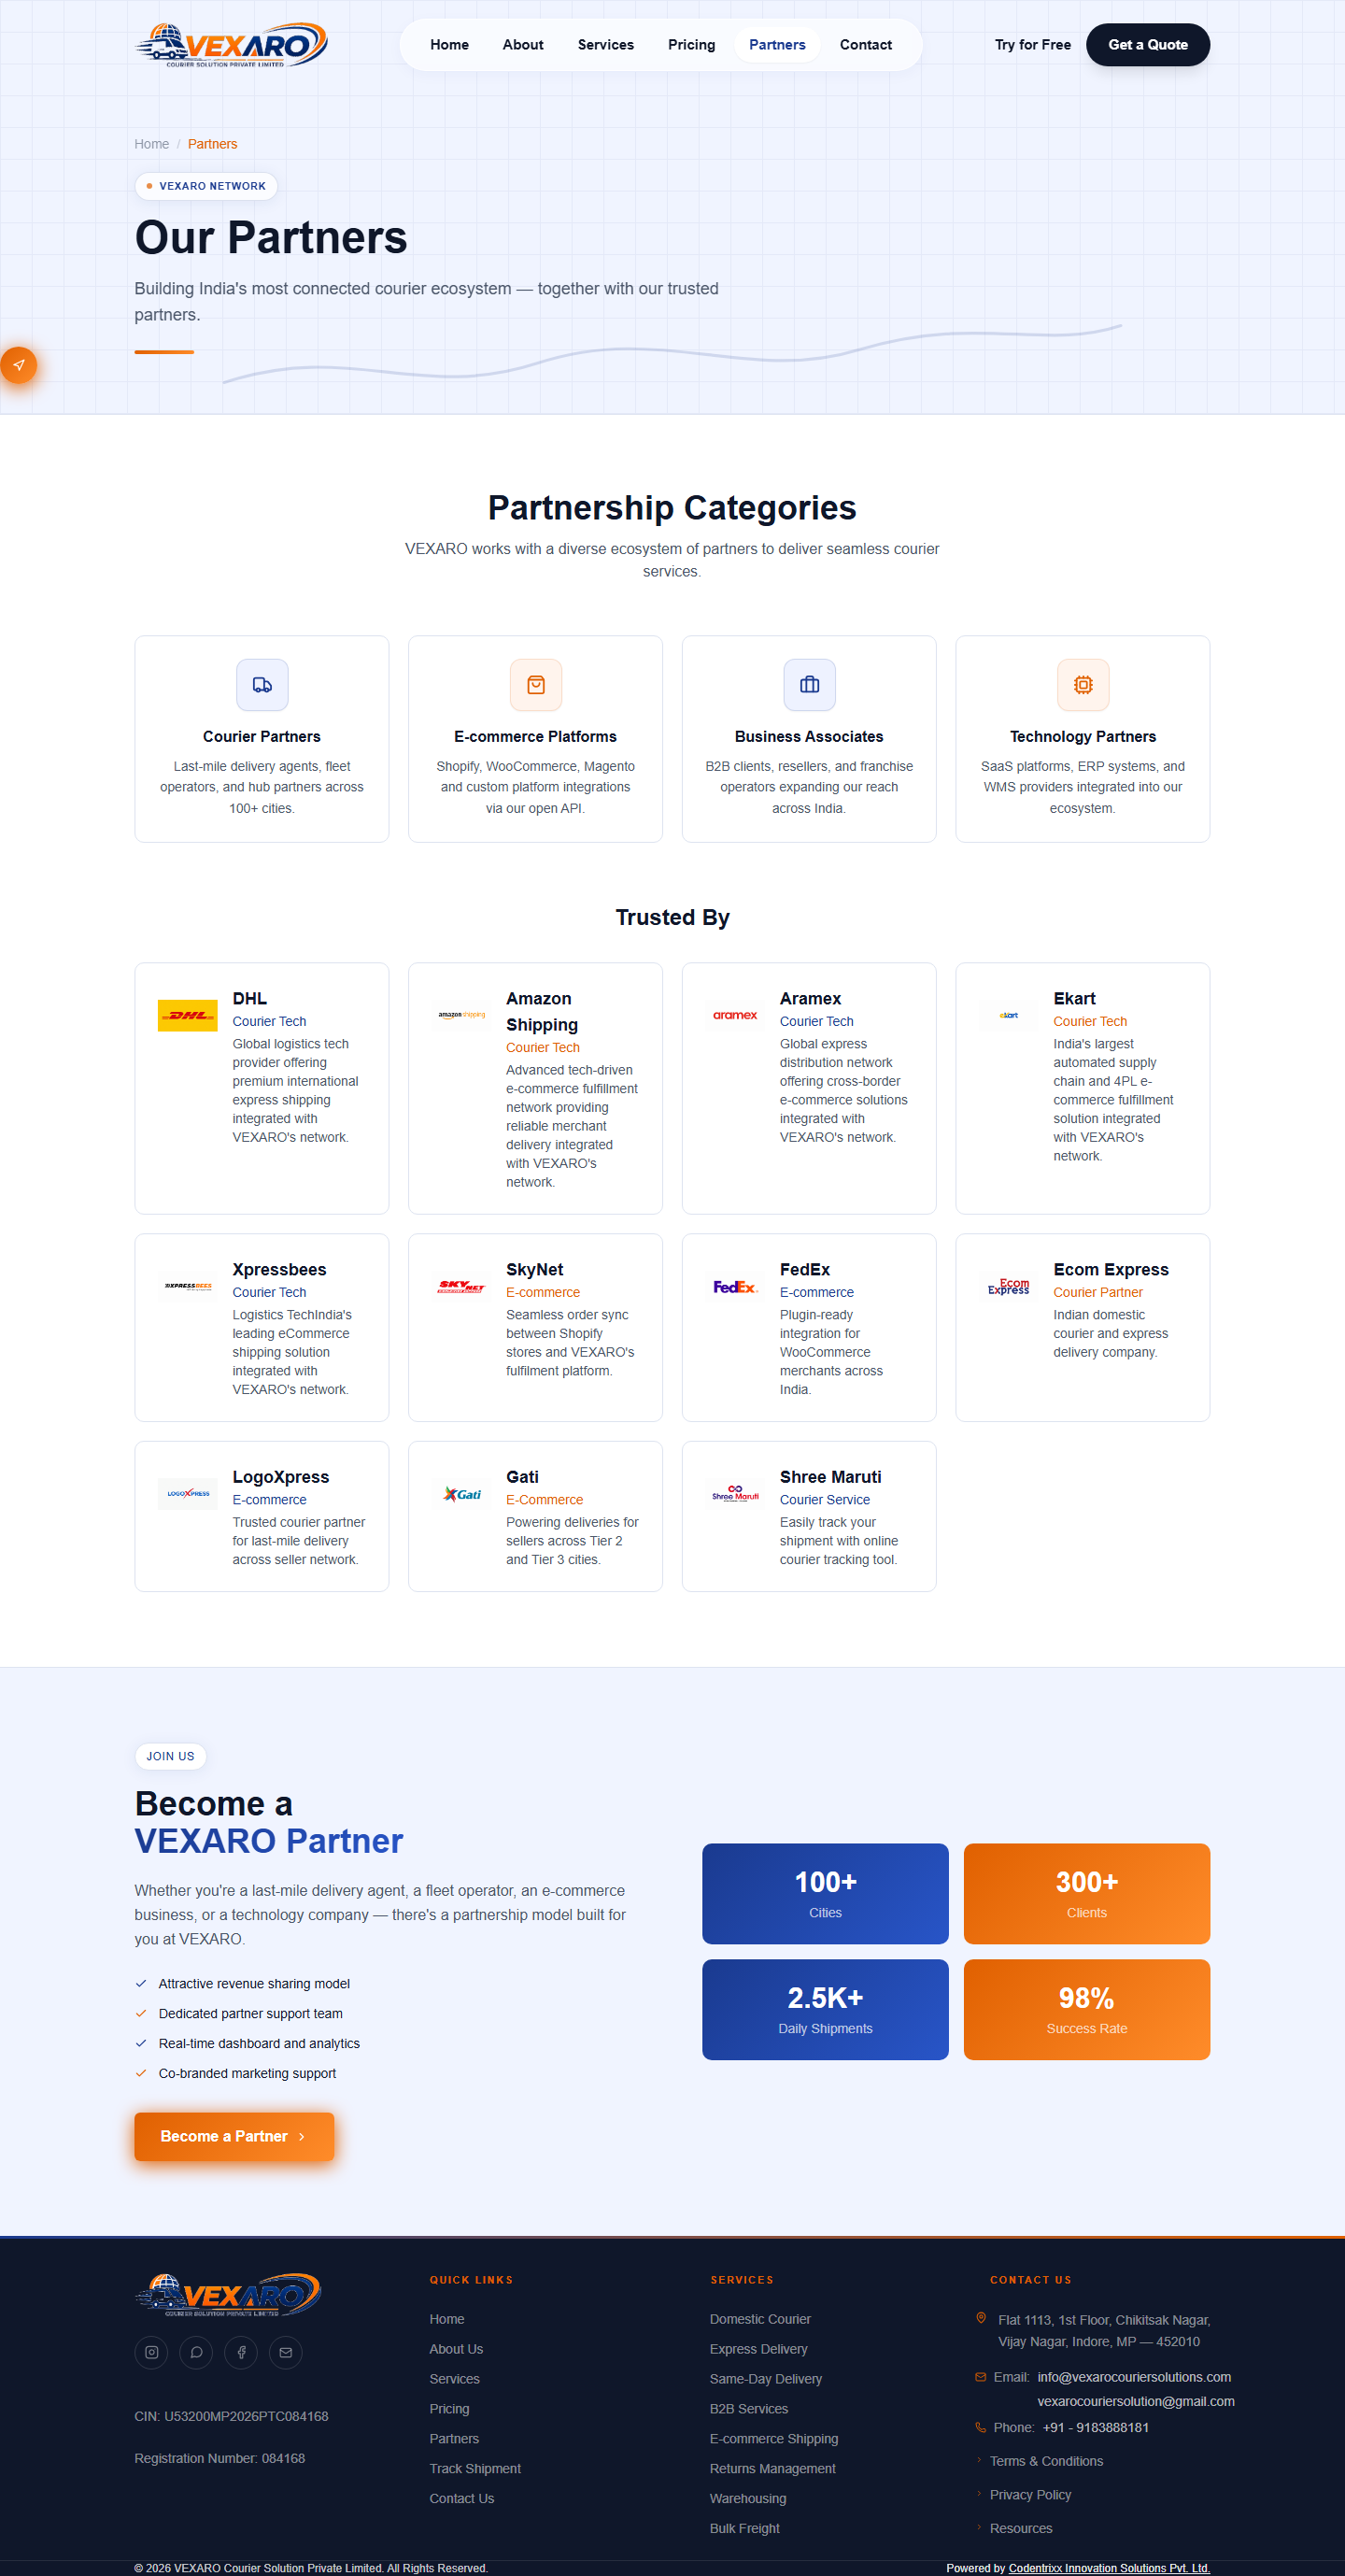 VEXARO
COURIER SOLUTION PRIVATE LIMITED
Home
About
Services
Pricing
Partners
Contact
Try for Free
Get a Quote
Home / Partners
VEXARO NETWORK
Our Partners
Building India's most connected courier ecosystem — together with our trusted
partners.
Partnership Categories
VEXARO works with a diverse ecosystem of partners to deliver seamless courier
services.
Courier Partners
Last-mile delivery agents, fleet
operators, and hub partners across
100+ cities.
E-commerce Platforms
Shopify, WooCommerce, Magento
and custom platform integrations
via our open API.
Business Associates
B2B clients, resellers, and franchise
operators expanding our reach
across India.
Technology Partners
SaaS platforms, ERP systems, and
WMS providers integrated into our
ecosystem.
Trusted By
DHL
DHL
Courier Tech
Global logistics tech
provider offering
premium international
express shipping
integrated with
VEXARO's network.
amazon shipping
Amazon
Shipping
Courier Tech
Advanced tech-driven
e-commerce fulfillment
network providing
reliable merchant
delivery integrated
with VEXARO's
network.
aramex
Aramex
Courier Tech
Global express
distribution network
offering cross-border
e-commerce solutions
integrated with
VEXARO's network.
ekart
Ekart
Courier Tech
India's largest
automated supply
chain and 4PL e-
commerce fulfillment
solution integrated
with VEXARO's
network.
XPRESSBEES
Xpressbees
Courier Tech
Logistics TechIndia's
leading eCommerce
shipping solution
integrated with
VEXARO's network.
SKYNET
SkyNet
E-commerce
Seamless order sync
between Shopify
stores and VEXARO's
fulfilment platform.
FedEx
FedEx
E-commerce
Plugin-ready
integration for
WooCommerce
merchants across
India.
Ecom
Express
Ecom Express
Courier Partner
Indian domestic
courier and express
delivery company.
LOGOXPRESS
LogoXpress
E-commerce
Trusted courier partner
for last-mile delivery
across seller network.
Gati
Gati
E-Commerce
Powering deliveries for
sellers across Tier 2
and Tier 3 cities.
Shree Maruti
Shree Maruti
Courier Service
Easily track your
shipment with online
courier tracking tool.
JOIN US
Become a
VEXARO Partner
Whether you're a last-mile delivery agent, a fleet operator, an e-commerce
business, or a technology company — there's a partnership model built for
you at VEXARO.
Attractive revenue sharing model
Dedicated partner support team
Real-time dashboard and analytics
Co-branded marketing support
Become a Partner
100+
Cities
300+
Clients
2.5K+
Daily Shipments
98%
Success Rate
VEXARO
COURIER SOLUTION PRIVATE LIMITED
CIN: U53200MP2026PTC084168
Registration Number: 084168
QUICK LINKS
Home
About Us
Services
Pricing
Partners
Track Shipment
Contact Us
SERVICES
Domestic Courier
Express Delivery
Same-Day Delivery
B2B Services
E-commerce Shipping
Returns Management
Warehousing
Bulk Freight
CONTACT US
Flat 1113, 1st Floor, Chikitsak Nagar,
Vijay Nagar, Indore, MP — 452010
Email: info@vexarocouriersolutions.com
vexarocouriersolution@gmail.com
Phone: +91 - 9183888181
Terms & Conditions
Privacy Policy
Resources
© 2026 VEXARO Courier Solution Private Limited. All Rights Reserved.
Powered by Codentrixx Innovation Solutions Pvt. Ltd.